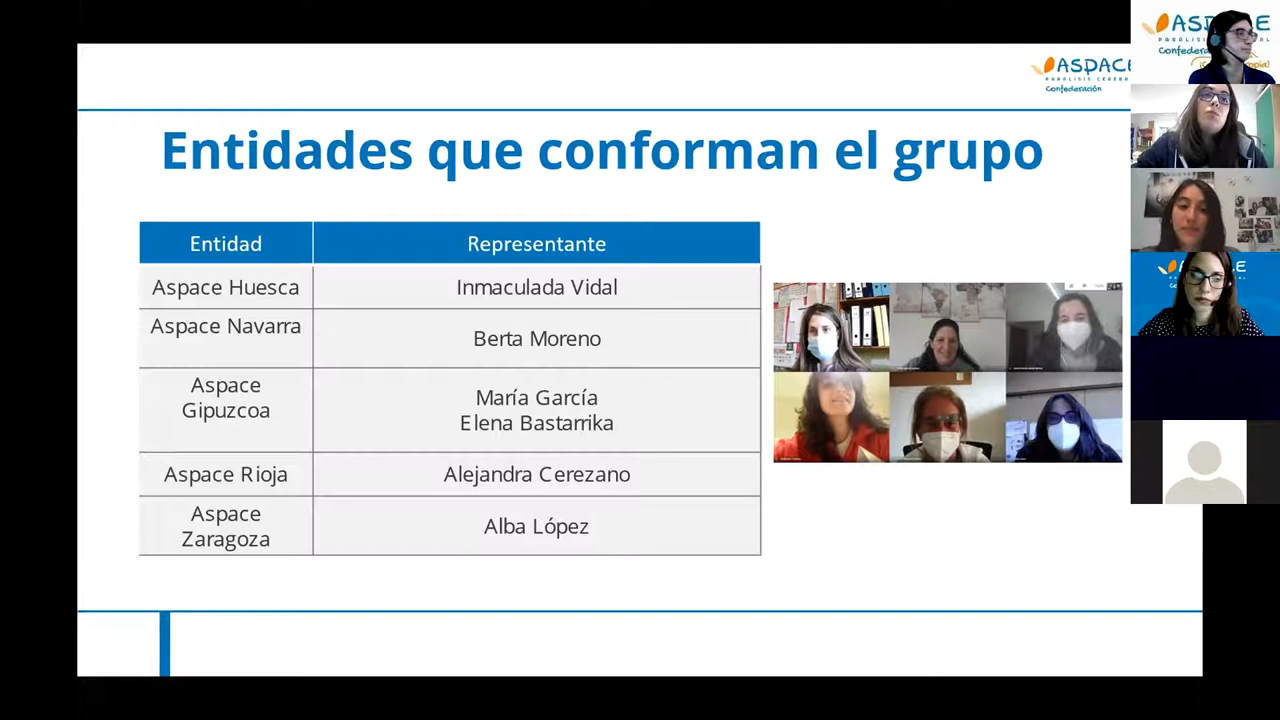 ASPACE
Confederación
Entidades que conforman el grupo
Entidad
Representante
Aspace Huesca
Inmaculada Vidal
Aspace Navarra
Berta Moreno
Aspace
Gipuzcoa
María García
Elena Bastarrika
Aspace Rioja
Alejandra Cerezano
Aspace
Zaragoza
Alba López